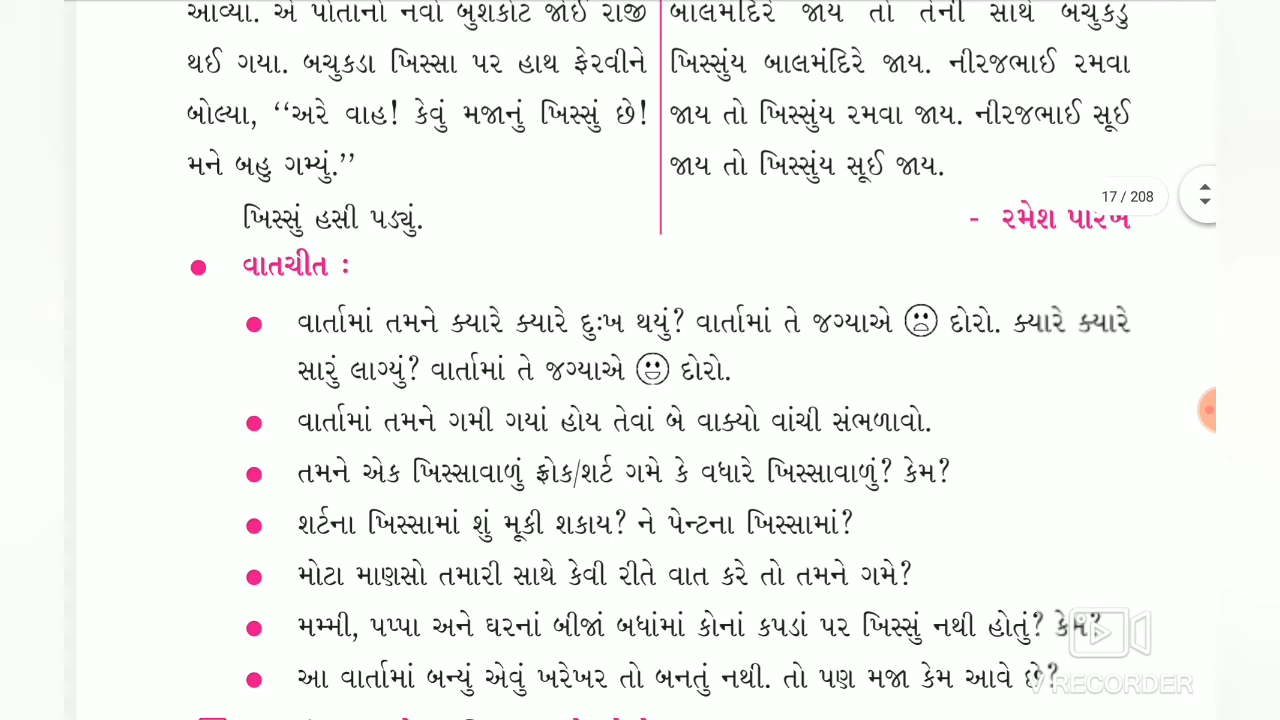 આવ્યા. એ પોતાનો નવો બુશકોટ જોઈ રાજી
થઈ ગયા. બચુકડા ખિસ્સા પર હાથ ફેરવીને
બોલ્યા, “અરે વાહ! કેવું મજાનું ખિસ્સું છે!
મને બહુ ગમ્યું.”
ખિસ્સું હસી પડ્યું.
બાલમંદિરે જાય તો તેની સાથે બચુકડું
ખિસ્સુંય બાલમંદિરે જાય. નીરજભાઈ રમવા
જાય તો ખિસ્સુંય રમવા જાય. નીરજભાઈ સૂઈ
જાય તો ખિસ્સુંય સૂઈ જાય.
17 / 208
- રમેશ પારેખ
● વાતચીત :
● વાર્તામાં તમને ક્યારે ક્યારે દુઃખ થયું? વાર્તામાં તે જગ્યાએ દોરો. ક્યારે ક્યારે
સારું લાગ્યું? વાર્તામાં તે જગ્યાએ દોરો.
● વાર્તામાં તમને ગમી ગયાં હોય તેવાં બે વાક્યો વાંચી સંભળાવો.
● તમને એક ખિસ્સાવાળું ફ્રોક/શર્ટ ગમે કે વધારે ખિસ્સાવાળું? કેમ?
● શર્ટના ખિસ્સામાં શું મૂકી શકાય? ને પેન્ટના ખિસ્સામાં?
● મોટા માણસો તમારી સાથે કેવી રીતે વાત કરે તો તમને ગમે?
● મમ્મી, પપ્પા અને ઘરનાં બીજાં બધાંમાં કોનાં કપડાં પર ખિસ્સું નથી હોતું? કેમ?
● આ વાર્તામાં બન્યું એવું ખરેખર તો બનતું નથી. તો પણ મજા કેમ આવે છે?
V RECORDER